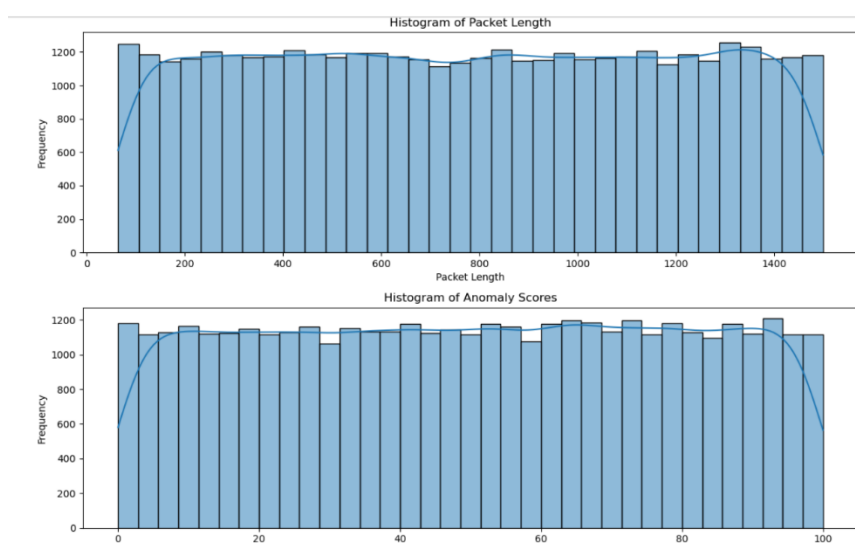 Histogram of Packet Length
1200
1000
800
600
400
200
0
Frequency
0 200 400 600 800 1000 1200 1400
Packet Length
Histogram of Anomaly Scores
1200
1000
800
600
400
200
0
Frequency
0 20 40 60 80 100